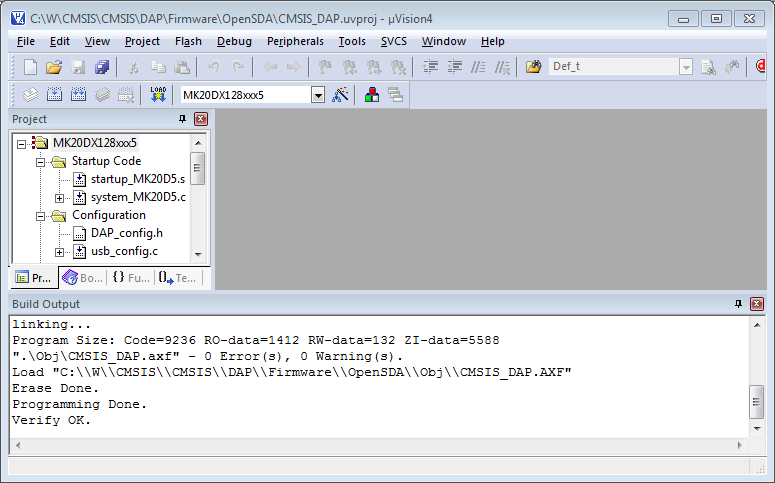 C:\W\CMSIS\CMSIS\DAP\Firmware\OpenSDA\CMSIS_DAP.uvproj - µVision4
File Edit View Project Flash Debug Peripherals Tools SVCS Window Help
Def_t
LOAD MK20DX128xxx5
Project
MK20DX128xxx5
Startup Code
startup_MK20D5.s
system_MK20D5.c
Configuration
DAP_config.h
usb_config.c
Pr... Bo... {} Fu... {} Te...
Build Output
linking...
Program Size: Code=9236 RO-data=1412 RW-data=132 ZI-data=5588
".\Obj\CMSIS_DAP.axf" - 0 Error(s), 0 Warning(s).
Load "C:\\W\\CMSIS\\CMSIS\\DAP\\Firmware\\OpenSDA\\Obj\\CMSIS_DAP.AXF"
Erase Done.
Programming Done.
Verify OK.